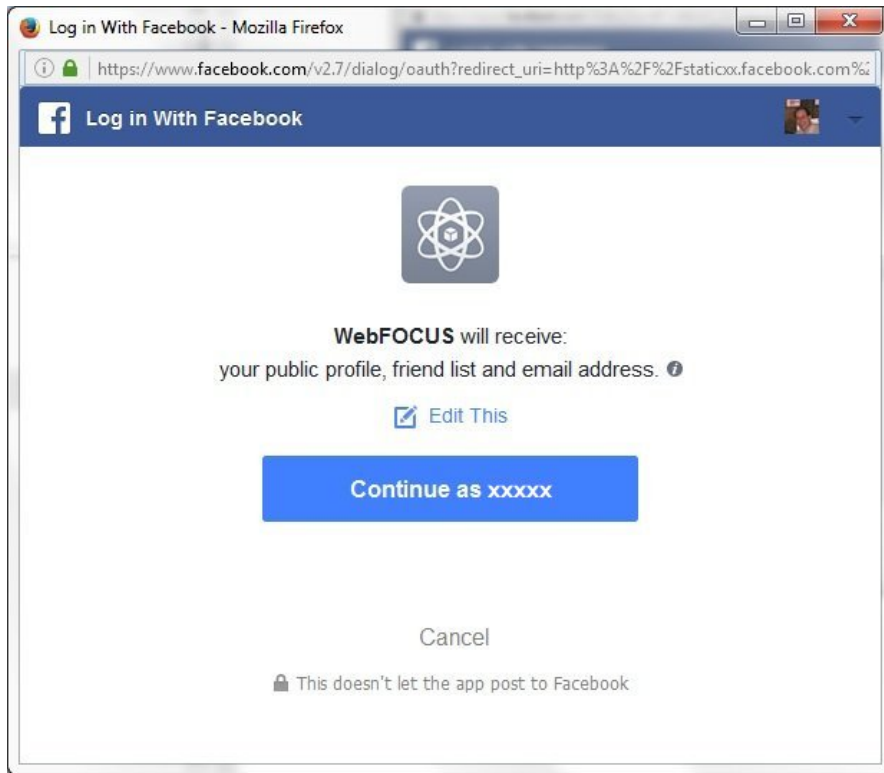 Log in With Facebook - Mozilla Firefox
https://www.facebook.com/v2.7/dialog/oauth?redirect_uri=http%3A%2F%2Fstaticxx.facebook.com%2
f Log in With Facebook
WebFOCUS will receive:
your public profile, friend list and email address. i
Edit This
Continue as xxxxx
Cancel
This doesn't let the app post to Facebook